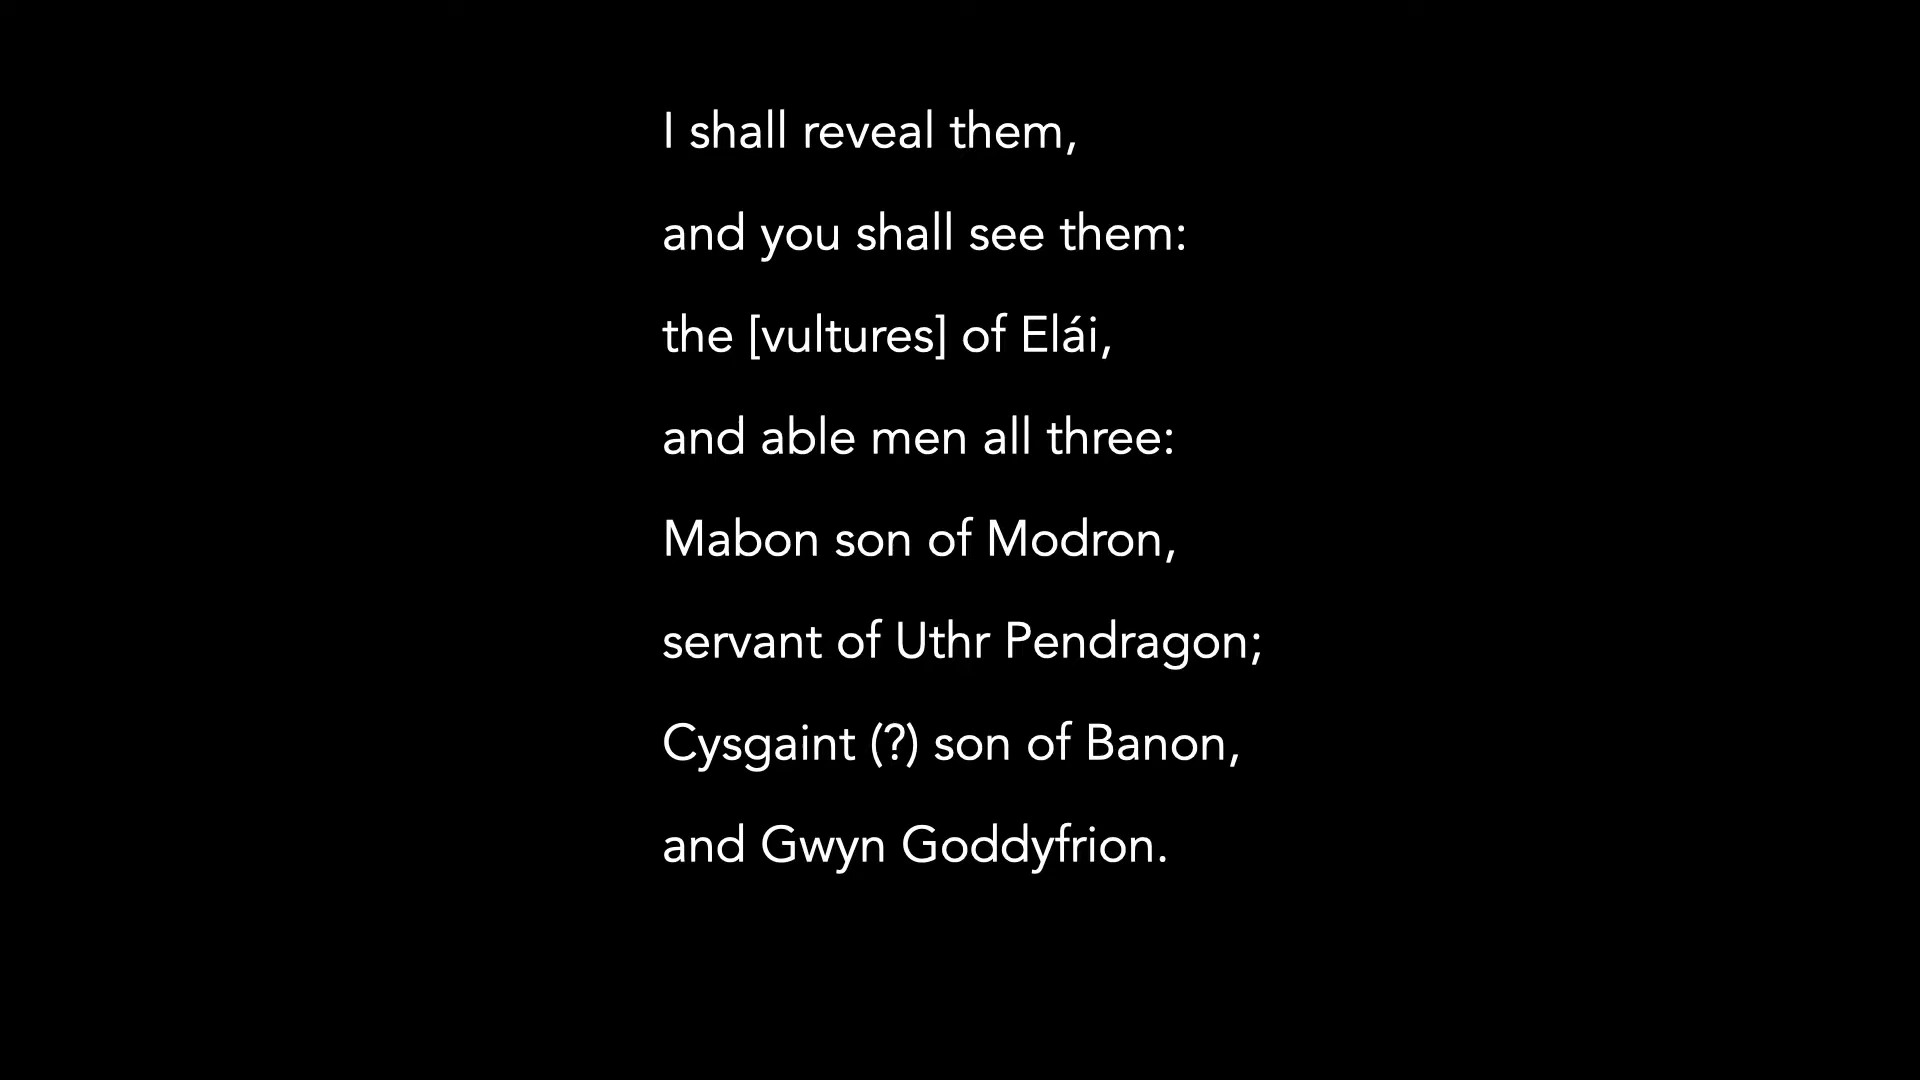 I shall reveal them,
and you shall see them:
the [vultures] of Elái,
and able men all three:
Mabon son of Modron,
servant of Uthr Pendragon;
Cysgaint (?) son of Banon,
and Gwyn Goddyfrion.